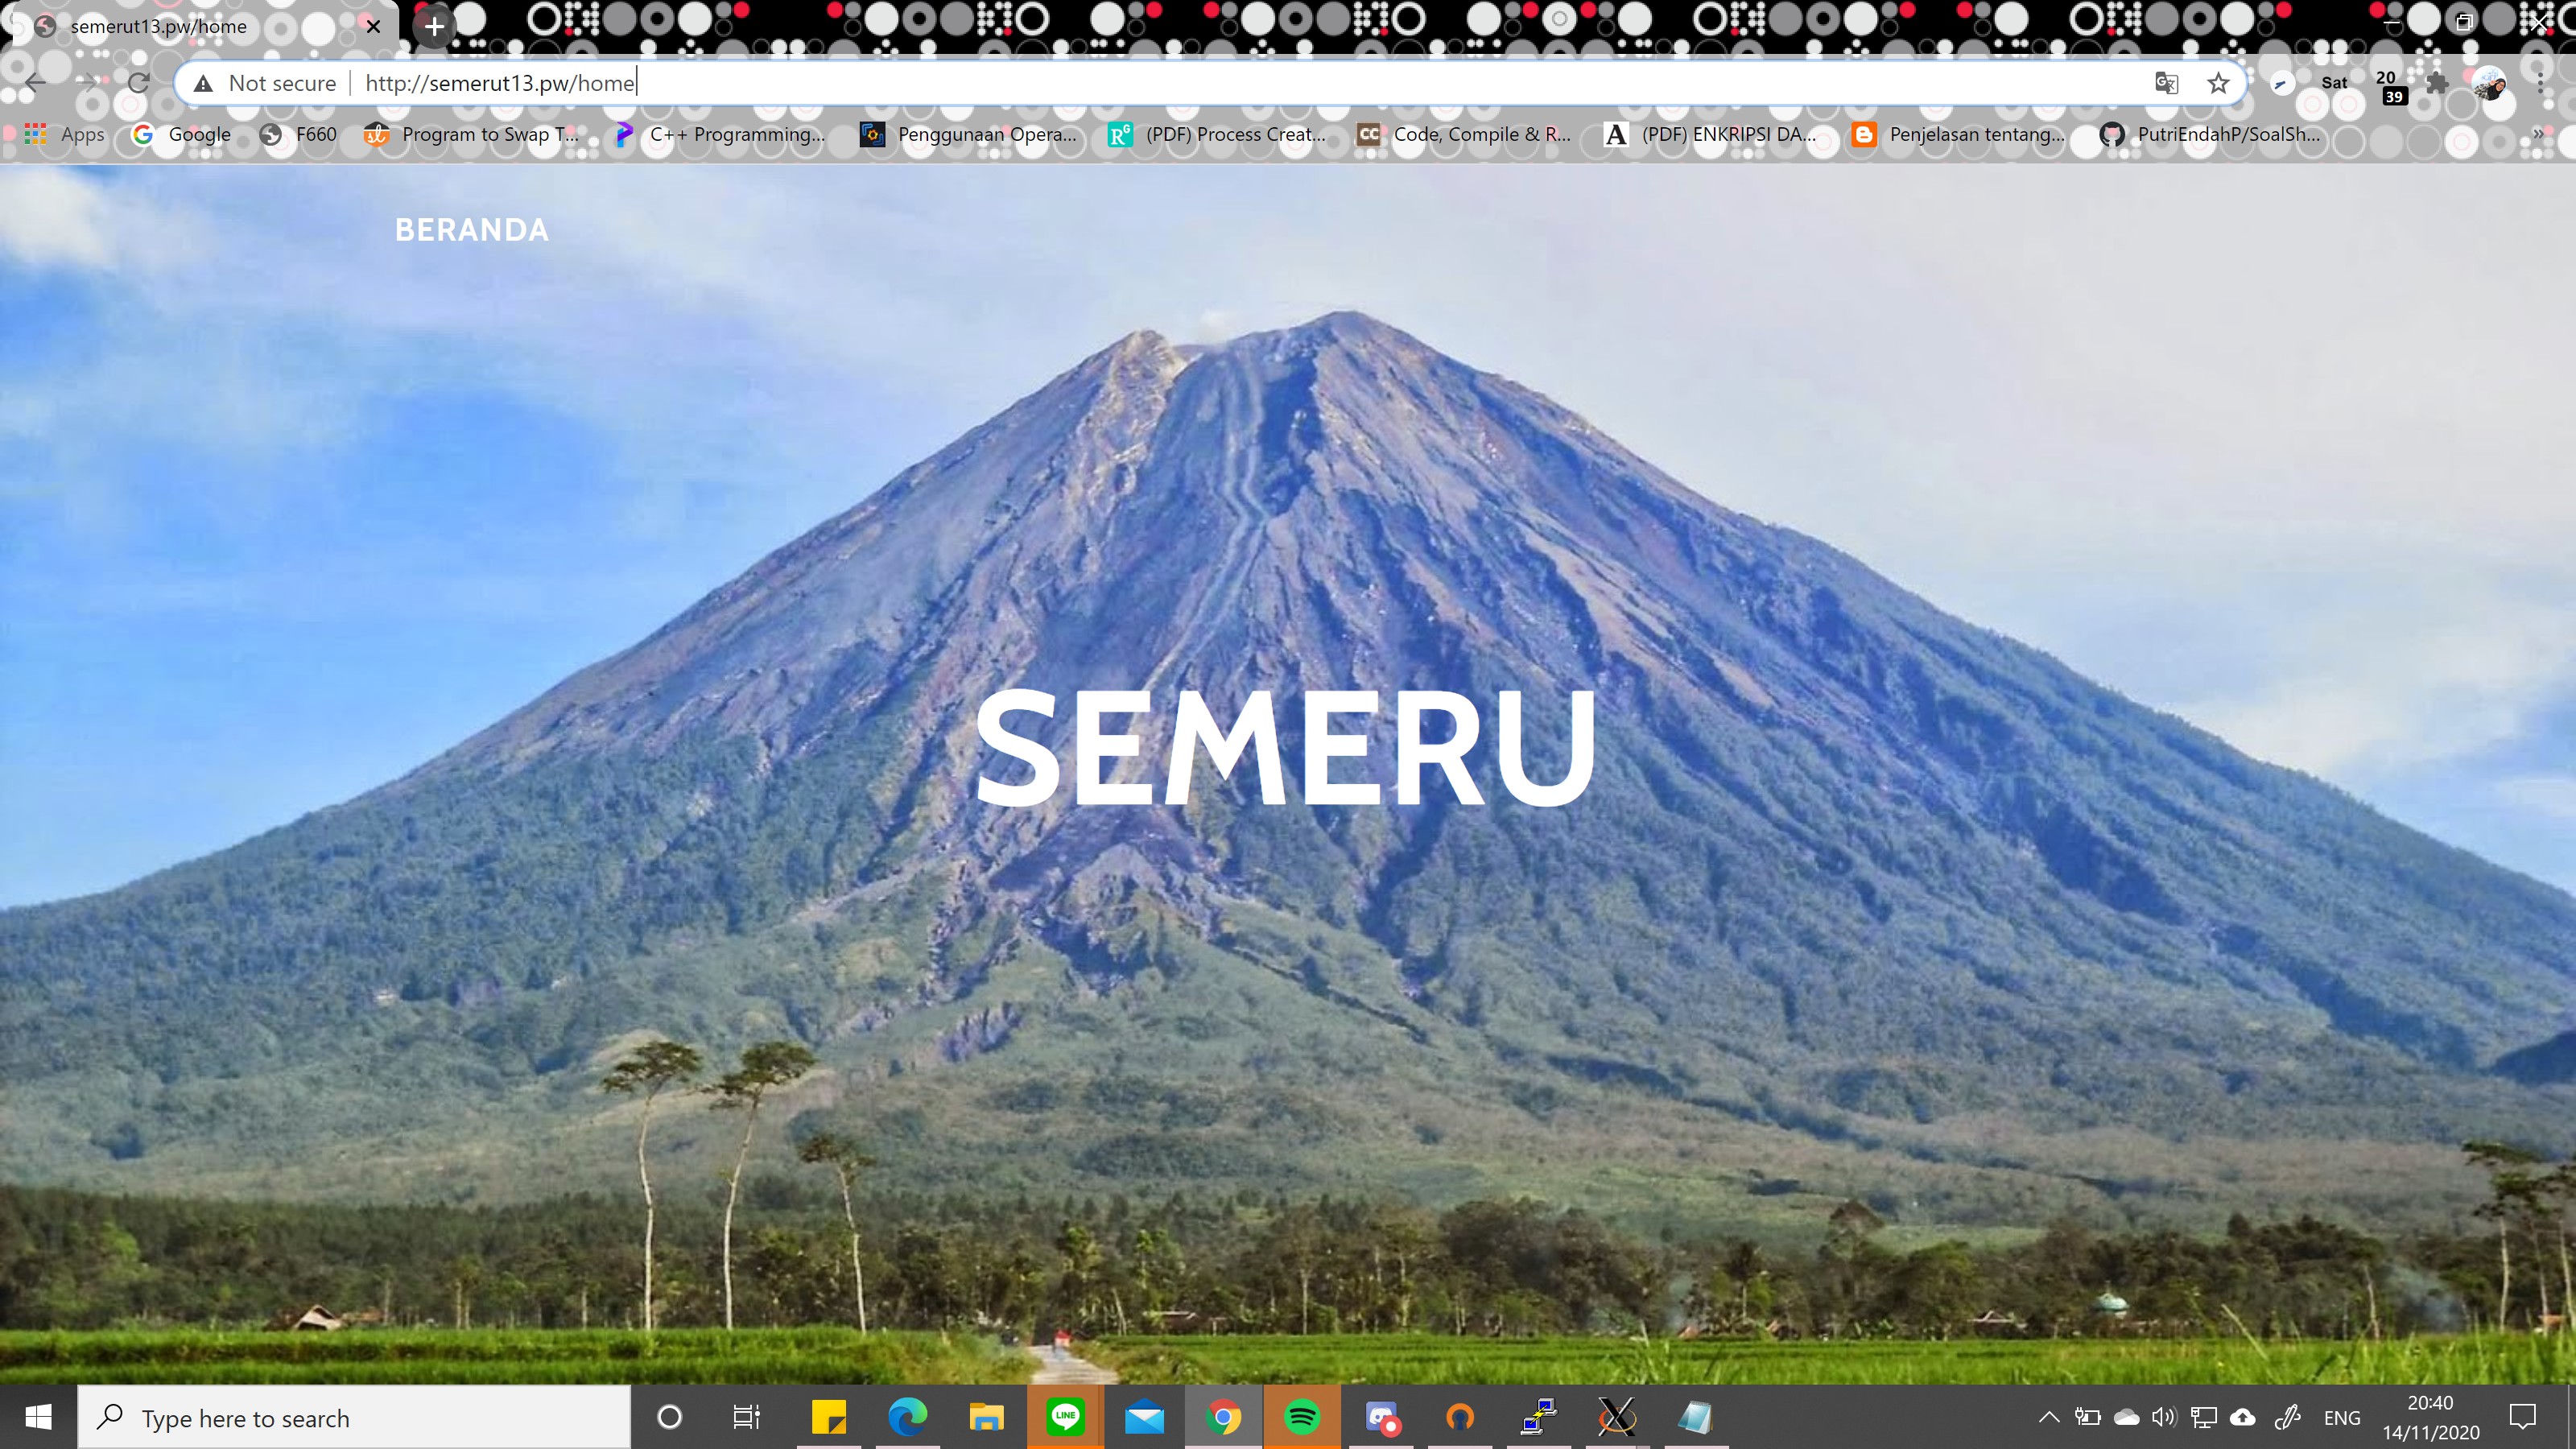 semerut13.pw/home
Not secure
http://semerut13.pw/home
Sat
20
39
Apps
Google
F660
Program to Swap T...
C++ Programming...
Penggunaan Opera...
(PDF) Process Creat...
Code, Compile & R...
(PDF) ENKRIPSI DA...
Penjelasan tentang...
PutriEndahP/SoalSh...
BERANDA
SEMERU
Type here to search
LINE
ENG
20:40
14/11/2020